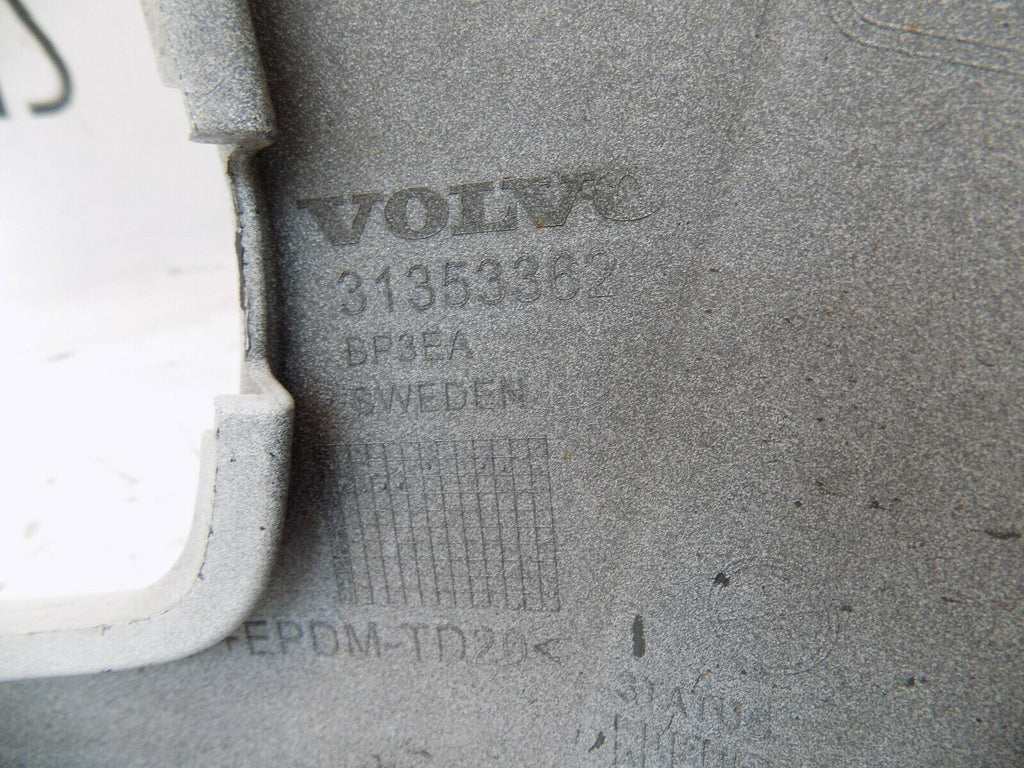 VOLVO
31353362
BP3EA
SWEDEN
+EPDM-TD20<